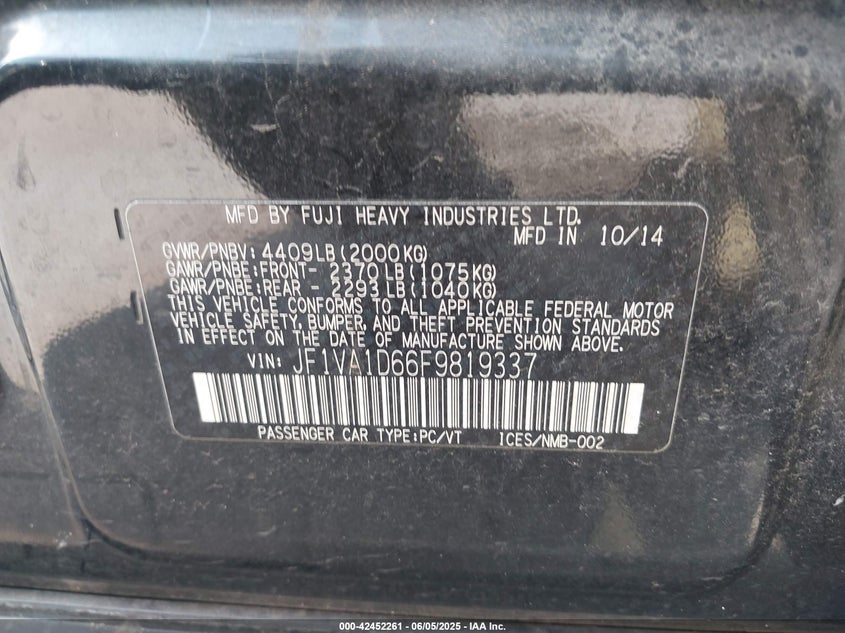 MFD BY FUJI HEAVY INDUSTRIES LTD.
MFD IN 10/14
GVWR/PNBV: 4409LB (2000KG)
GAWR/PNBE:FRONT- 2370LB (1075KG)
GAWR/PNBE:REAR - 2293LB (1040KG)
THIS VEHICLE CONFORMS TO ALL APPLICABLE FEDERAL MOTOR
VEHICLE SAFETY, BUMPER, AND THEFT PREVENTION STANDARDS
IN EFFECT ON THE DATE OF MANUFACTURE SHOWN ABOVE.
VIN: JF1VA1D66F9819337
PASSENGER CAR TYPE:PC/VT ICES/NMB-002
000-42452261 - 06/05/2025 - IAA Inc.